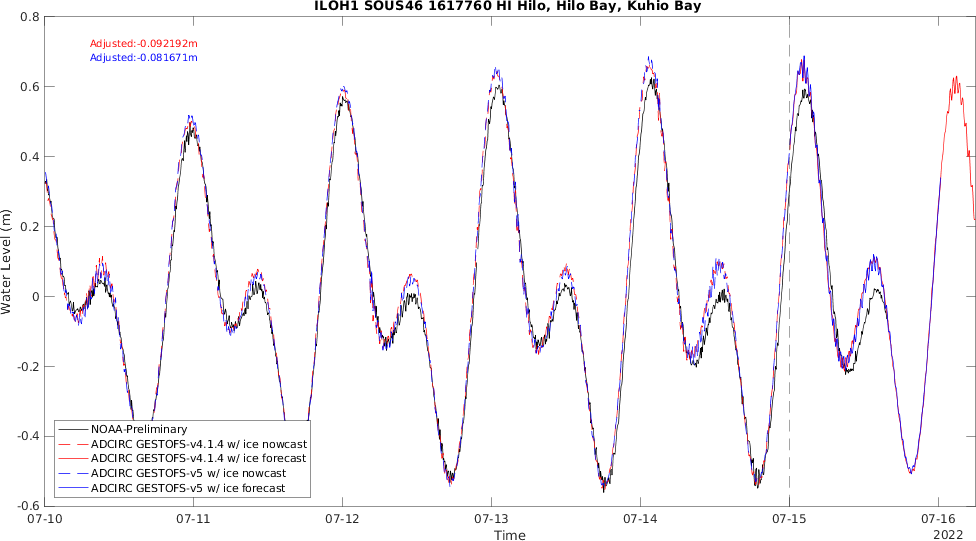 ILOH1 SOUS46 1617760 HI Hilo, Hilo Bay, Kuhio Bay
Adjusted:-0.092192m
Adjusted:-0.081671m
Water Level (m)
0.8
0.6
0.4
0.2
0
-0.2
-0.4
-0.6
NOAA-Preliminary
ADCIRC GESTOFS-v4.1.4 w/ ice nowcast
ADCIRC GESTOFS-v4.1.4 w/ ice forecast
ADCIRC GESTOFS-v5 w/ ice nowcast
ADCIRC GESTOFS-v5 w/ ice forecast
07-10 07-11 07-12 07-13 07-14 07-15 07-16
Time
2022